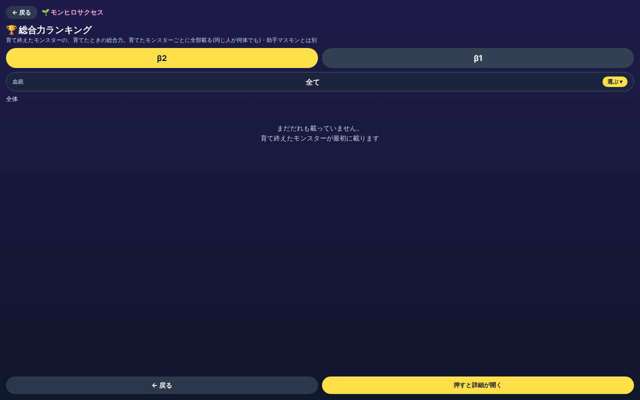 ← 戻る
🌱 モンヒロサクセス
🏆 総合力ランキング
育て終えたモンスターの、育てたときの総合力。育てたモンスターごとに全部載る(同じ人が何体でも)・助手マスモンとは別
β2
β1
血統
全て
選ぶ▼
全体
まだだれも載っていません。
育て終えたモンスターが最初に載ります
← 戻る
押すと詳細が開く